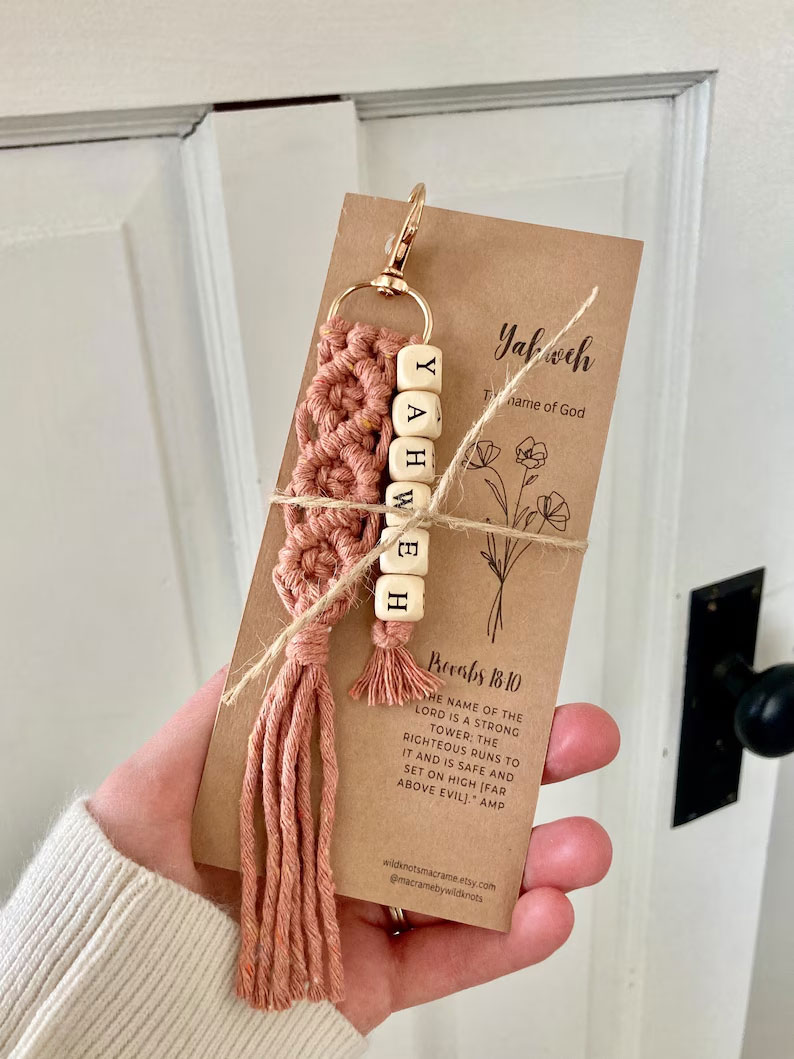 YAHWEH
Yahweh
The name of God
Proverbs 18:10
"THE NAME OF THE
LORD IS A STRONG
TOWER; THE
RIGHTEOUS RUNS TO
IT AND IS SAFE AND
SET ON HIGH [FAR
ABOVE EVIL]." AMP
wildknotsmacrame.etsy.com
@macramebywildknots